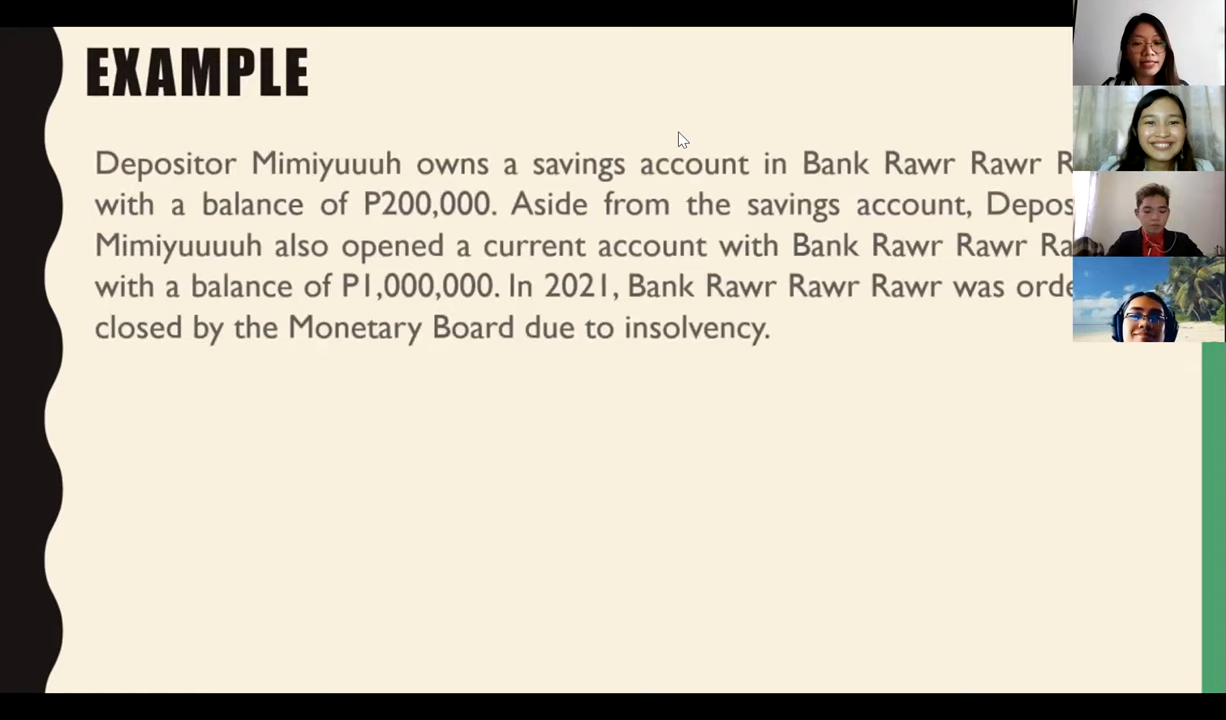 EXAMPLE
Depositor Mimiyuuuh owns a savings account in Bank Rawr Rawr
with a balance of P200,000. Aside from the savings account,
Mimiyuuuuh also opened a current account with Bank Rawr Rawr
with a balance of P1,000,000. In 2021, Bank Rawr Rawr Rawr was
closed by the Monetary Board due to insolvency.